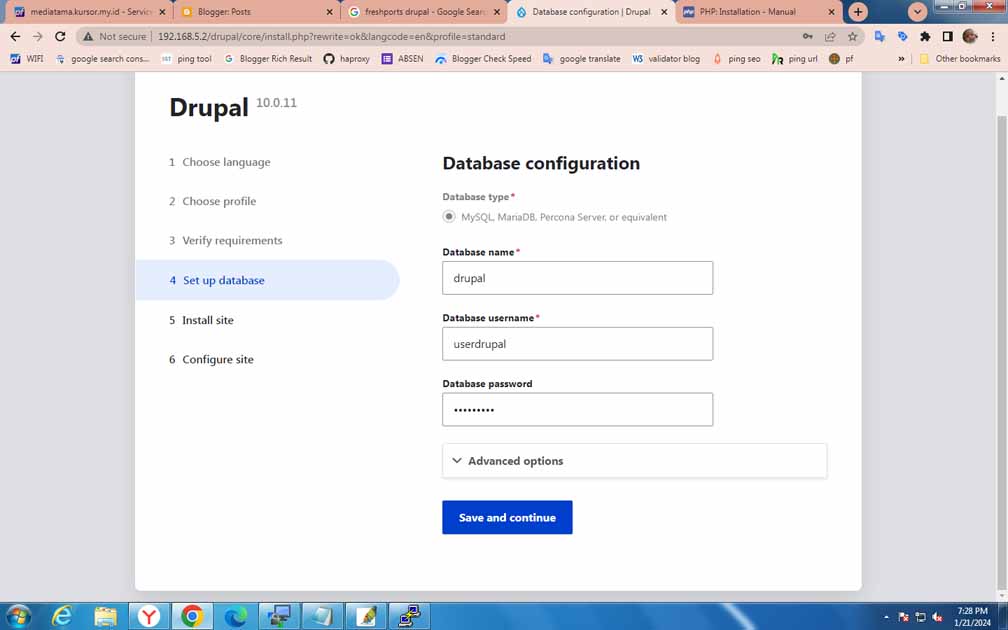 mediatama.kursor.my.id - Servic
Blogger: Posts
freshports drupal - Google Searc
Database configuration | Drupal
PHP: Installation - Manual
Not secure
192.168.5.2/drupal/core/install.php?rewrite=ok&langcode=en&profile=standard
WIFI
google search cons...
ping tool
Blogger Rich Result
haproxy
ABSEN
Blogger Check Speed
google translate
validator blog
ping seo
ping url
pf
»
Other bookmarks
Drupal 10.0.11
1 Choose language
2 Choose profile
3 Verify requirements
4 Set up database
5 Install site
6 Configure site
Database configuration
Database type*
MySQL, MariaDB, Percona Server, or equivalent
Database name*
drupal
Database username*
userdrupal
Database password
•••••••••
Advanced options
Save and continue
7:28 PM
1/21/2024